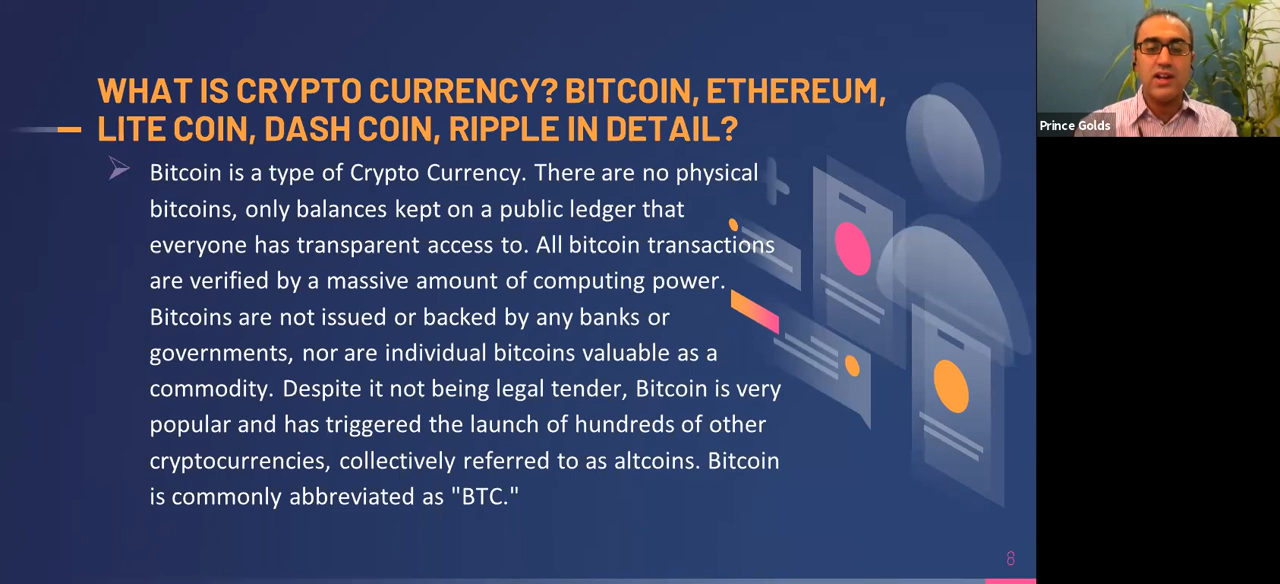 WHAT IS CRYPTO CURRENCY? BITCOIN, ETHEREUM,
LITE COIN, DASH COIN, RIPPLE IN DETAIL?
Bitcoin is a type of Crypto Currency. There are no physical
bitcoins, only balances kept on a public ledger that
everyone has transparent access to. All bitcoin transactions
are verified by a massive amount of computing power.
Bitcoins are not issued or backed by any banks or
governments, nor are individual bitcoins valuable as a
commodity. Despite it not being legal tender, Bitcoin is very
popular and has triggered the launch of hundreds of other
cryptocurrencies, collectively referred to as altcoins. Bitcoin
is commonly abbreviated as "BTC."
8
Prince Golds